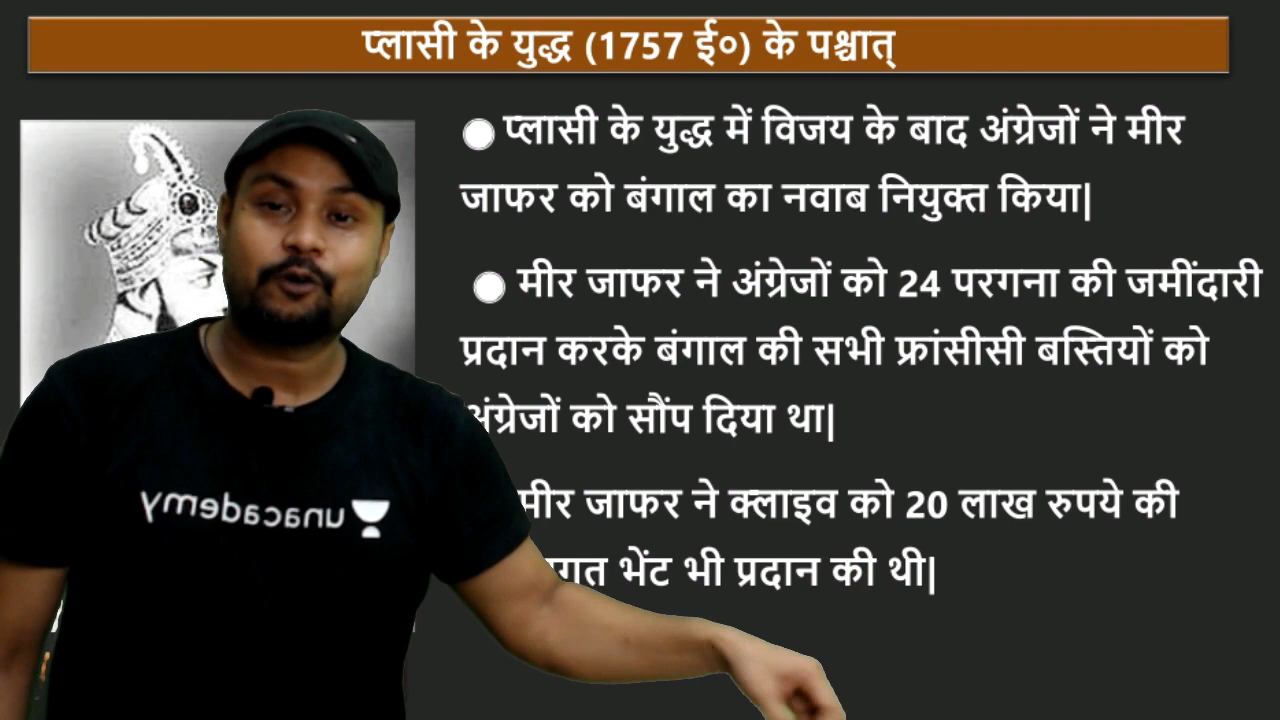 प्लासी के युद्ध (1757 ई०) के पश्चात्
प्लासी के युद्ध में विजय के बाद अंग्रेजों ने मीर
जाफर को बंगाल का नवाब नियुक्त किया|
मीर जाफर ने अंग्रेजों को 24 परगना की जमींदारी
प्रदान करके बंगाल की सभी फ्रांसीसी बस्तियों को
अंग्रेजों को सौंप दिया था|
मीर जाफर ने क्लाइव को 20 लाख रुपये की
भेंट भी प्रदान की थी|
unacademy